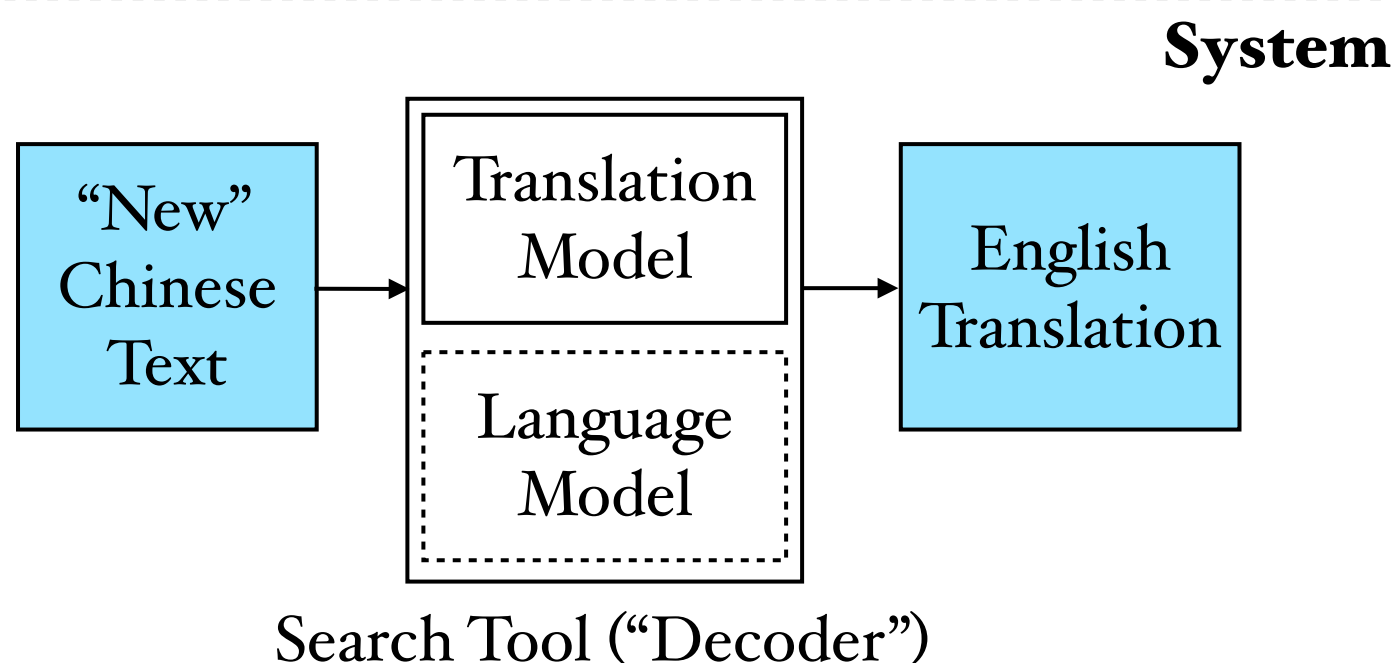 System
“New”
Chinese
Text
Translation
Model
Language
Model
English
Translation
Search Tool (“Decoder”)